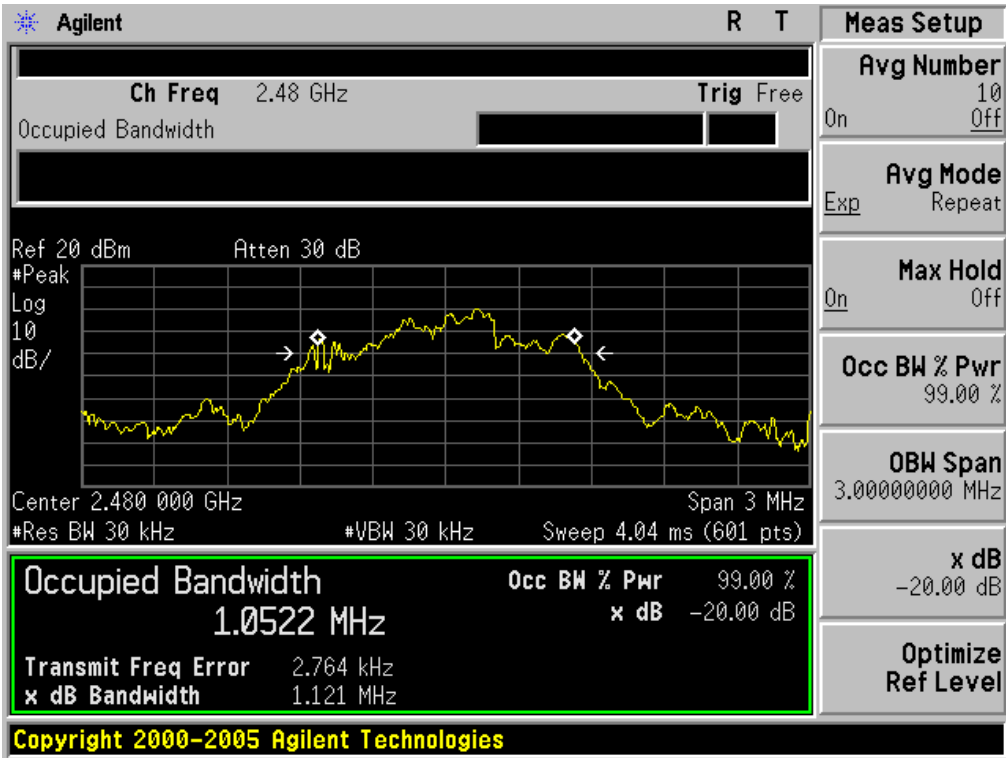 Agilent R T
Ch Freq 2.48 GHz Trig Free
Occupied Bandwidth
Ref 20 dBm Atten 30 dB
#Peak
Log
10
dB/
Center 2.480 000 GHz Span 3 MHz
#Res BW 30 kHz #VBW 30 kHz Sweep 4.04 ms (601 pts)
Occupied Bandwidth Occ BW % Pwr 99.00 %
1.0522 MHz x dB -20.00 dB
Transmit Freq Error 2.764 kHz
x dB Bandwidth 1.121 MHz
Copyright 2000-2005 Agilent Technologies
Meas Setup
Avg Number
10
On Off
Avg Mode
Exp Repeat
Max Hold
On Off
Occ BW % Pwr
99.00 %
OBW Span
3.00000000 MHz
x dB
-20.00 dB
Optimize
Ref Level